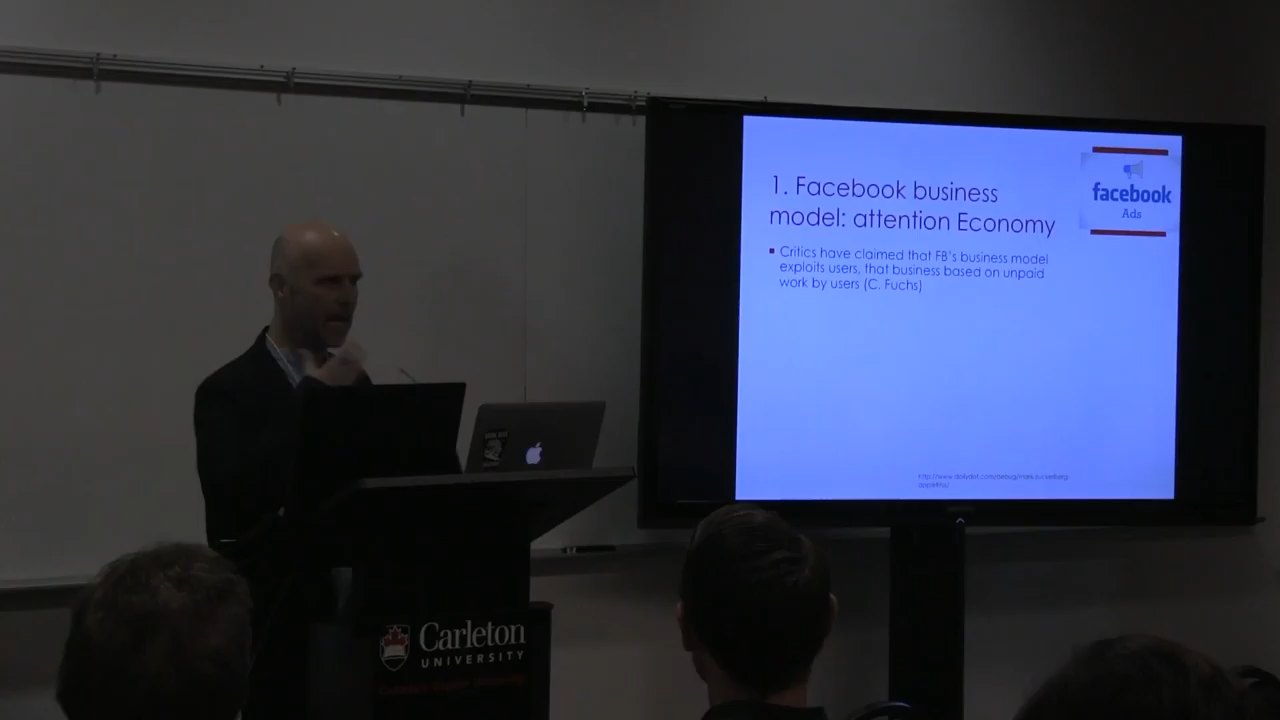 1. Facebook business
model: attention Economy
facebook
Ads
▪ Critics have claimed that FB's business model
exploits users, that business based on unpaid
work by users (C. Fuchs)
Carleton
UNIVERSITY